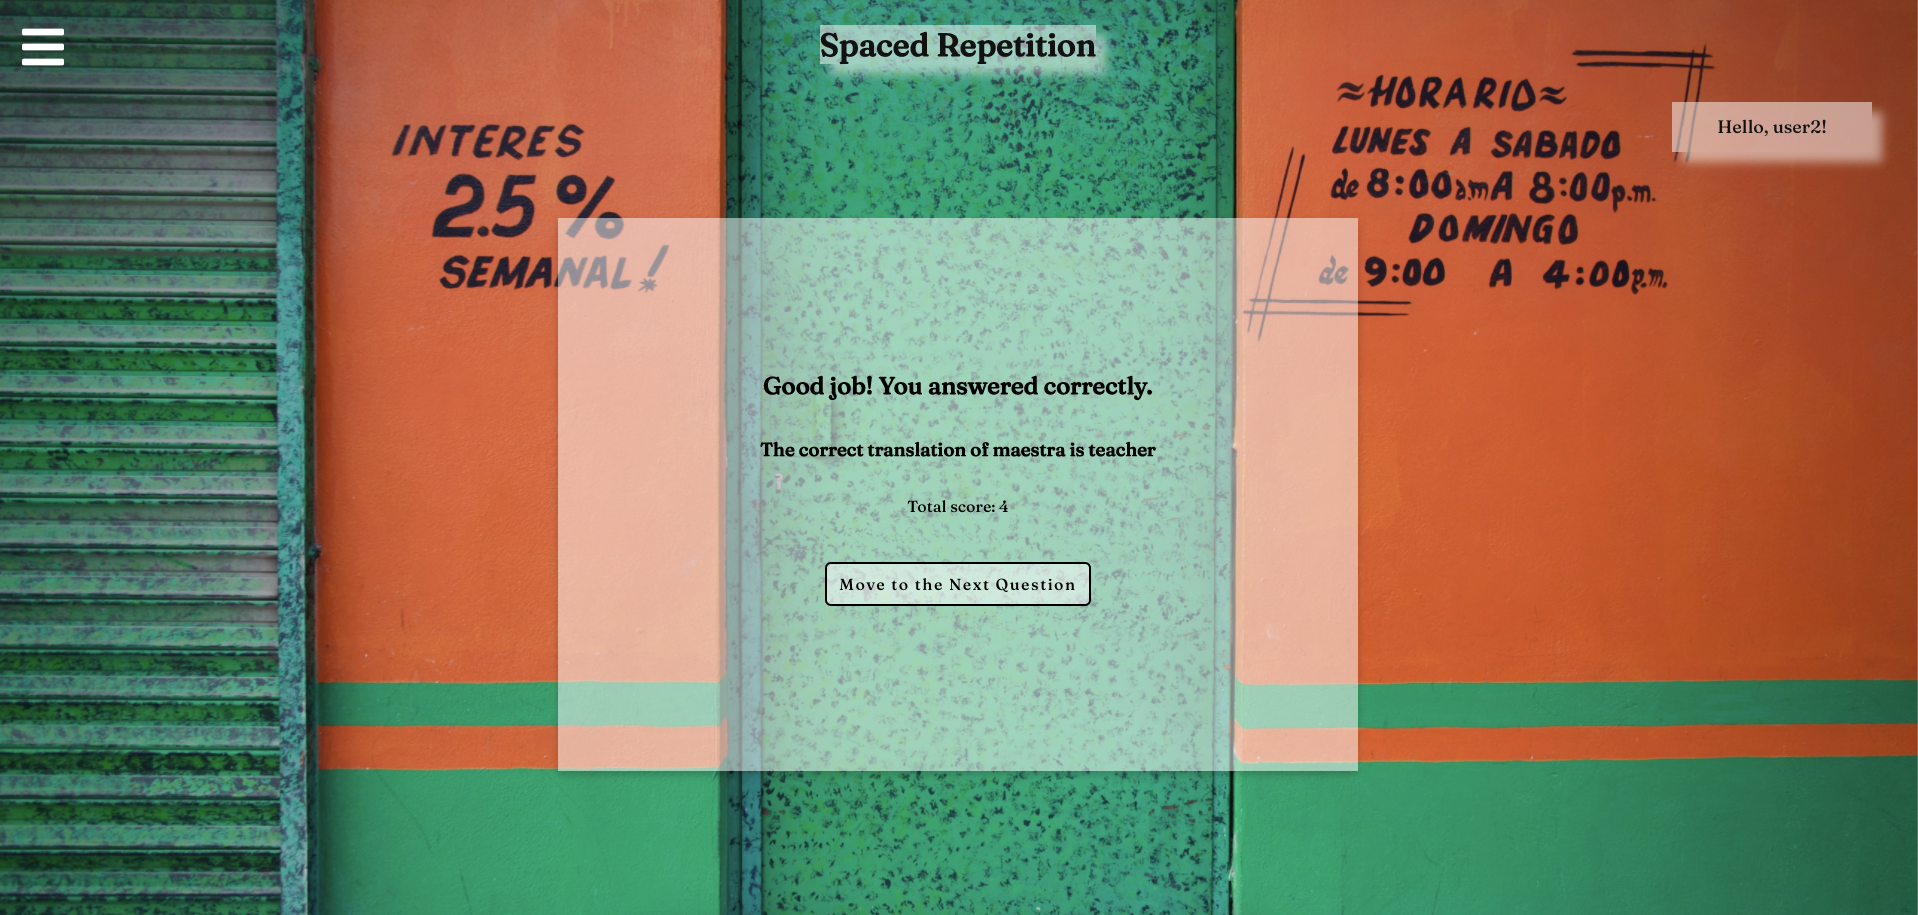 Spaced Repetition
Hello, user2!
INTERES
2.5%
SEMANAL!
≈HORARIO≈
LUNES A SABADO
de 8:00am A 8:00p.m.
DOMINGO
de 9:00 A 4:00p.m.
Good job! You answered correctly.
The correct translation of maestra is teacher
Total score: 4
Move to the Next Question